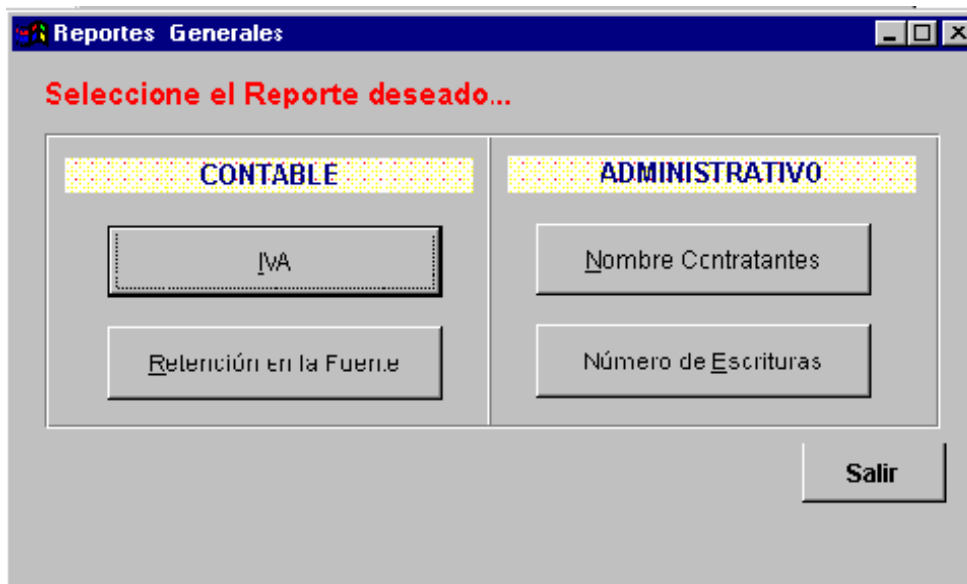 Reportes Generales
Seleccione el Reporte deseado...
CONTABLE
IVA
Retención en la Fuente
ADMINISTRATIVO
Nombre Contratantes
Número de Escrituras
Salir